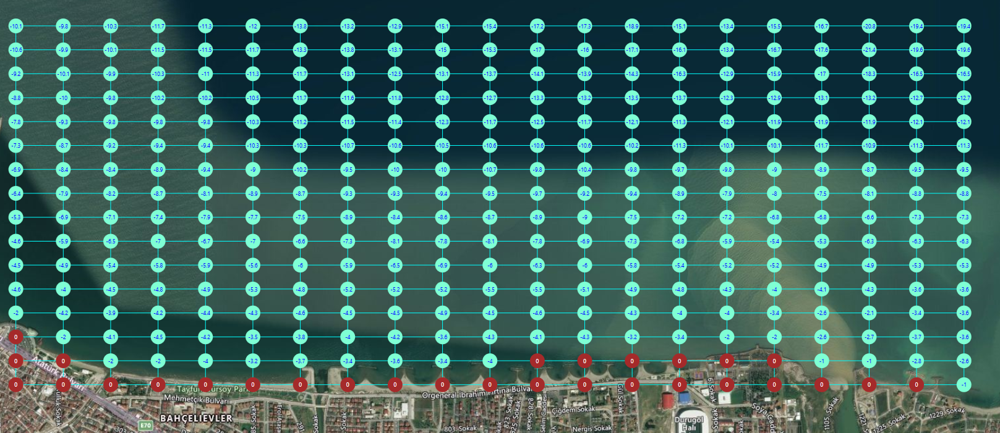 -10.1 -9.8 -10.3 -11.7 -11.3 -12 -13.8 -13.2 -12.9 -15.1 -15.4 -17.2 -17.3 -18.9 -15.1 -13.4 -15.5 -16.7 -20.8 -19.4 -19.4
-10.6 -9.9 -10.1 -11.5 -11.5 -11.7 -13.3 -13.8 -13.1 -15 -15.3 -17 -16 -17.1 -16.1 -13.4 -16.7 -17.6 -21.4 -19.6 -19.6
-9.2 -10.1 -9.9 -10.3 -11 -11.3 -11.7 -13.1 -12.5 -13.1 -13.7 -14.1 -13.9 -14.3 -16.3 -12.9 -15.9 -17 -18.3 -16.5 -16.5
-8.8 -10 -9.8 -10.2 -10.2 -10.5 -11.7 -11.6 -11.8 -12.8 -12.7 -13.3 -13.2 -13.5 -13.7 -12.3 -12.9 -13.1 -13.2 -12.7 -12.7
-7.8 -9.3 -9.8 -9.8 -9.8 -10.3 -11.2 -11.5 -11.4 -12.3 -11.7 -12.5 -11.7 -12.1 -11.3 -12.1 -11.9 -11.9 -11.9 -12.1 -12.1
-7.3 -8.7 -9.2 -9.4 -9.4 -10.3 -10.3 -10.7 -10.6 -10.5 -10.6 -10.6 -10.6 -10.2 -11.3 -10.1 -10.1 -11.7 -10.9 -11.3 -11.3
-6.9 -8.4 -8.4 -8.9 -9.4 -9 -10.2 -9.5 -10 -10 -10.7 -9.8 -10.4 -9.8 -9.7 -9.8 -9 -8.9 -8.7 -9.5 -9.5
-6.4 -7.9 -8.2 -8.7 -8.1 -8.9 -8.7 -9.3 -9.3 -9.4 -9.5 -9.7 -9.2 -9.4 -8.9 -7.9 -8 -7.5 -8.1 -8.8 -8.8
-5.3 -6.9 -7.1 -7.4 -7.9 -7.7 -7.5 -8.9 -8.4 -8.6 -8.7 -8.9 -9 -7.5 -7.2 -7.2 -6.8 -6.8 -6.6 -7.3 -7.3
-4.6 -5.9 -6.5 -7 -6.7 -7 -6.6 -7.3 -8.1 -7.8 -8.1 -7.8 -6.9 -7.3 -6.8 -5.9 -5.4 -5.3 -6.3 -6.3 -6.3
-4.5 -4.9 -5.4 -5.8 -5.9 -5.6 -6 -5.9 -6.5 -6.9 -6 -6.3 -6 -5.8 -5.4 -5.2 -5.2 -4.9 -4.9 -5.3 -5.3
-4.6 -4 -4.5 -4.8 -4.9 -5.3 -4.8 -5.2 -5.2 -5.2 -5.5 -5.5 -5.1 -4.9 -4.8 -4.3 -4 -4.1 -4.3 -3.6 -3.6
-2 -4.2 -3.9 -4.2 -4.4 -4.3 -4.6 -4.5 -4.5 -4.9 -4.5 -4.6 -4.5 -4.3 -4 -4 -3.4 -2.6 -2.1 -3.4 -3.6
0 -2 -4.1 -4.5 -4.2 -3.5 -3.8 -4 -4.2 -3.6 -4.3 -4.1 -4.3 -3.2 -3.4 -2 -2 -2.6 -2.7 -3.7 -3.6
0 0 -2 -2 -4 -3.2 -3.7 -3.4 -3.6 -3.4 -4 0 0 0 0 0 0 -1 -1 -2.8 -2.6
0 0 0 0 0 0 0 0 0 0 0 0 0 0 0 0 0 0 0 0 -1
Atatürk Bulvarı
Mehmetçik Bulvarı
BAHÇELİEVLER
E70
Çiğdem Sokak
803. Sokak
Nergis Sokak
Gül Sokak
Durugöl
Halı
1105. Sokak
1225. Sokak
1229. Sokak